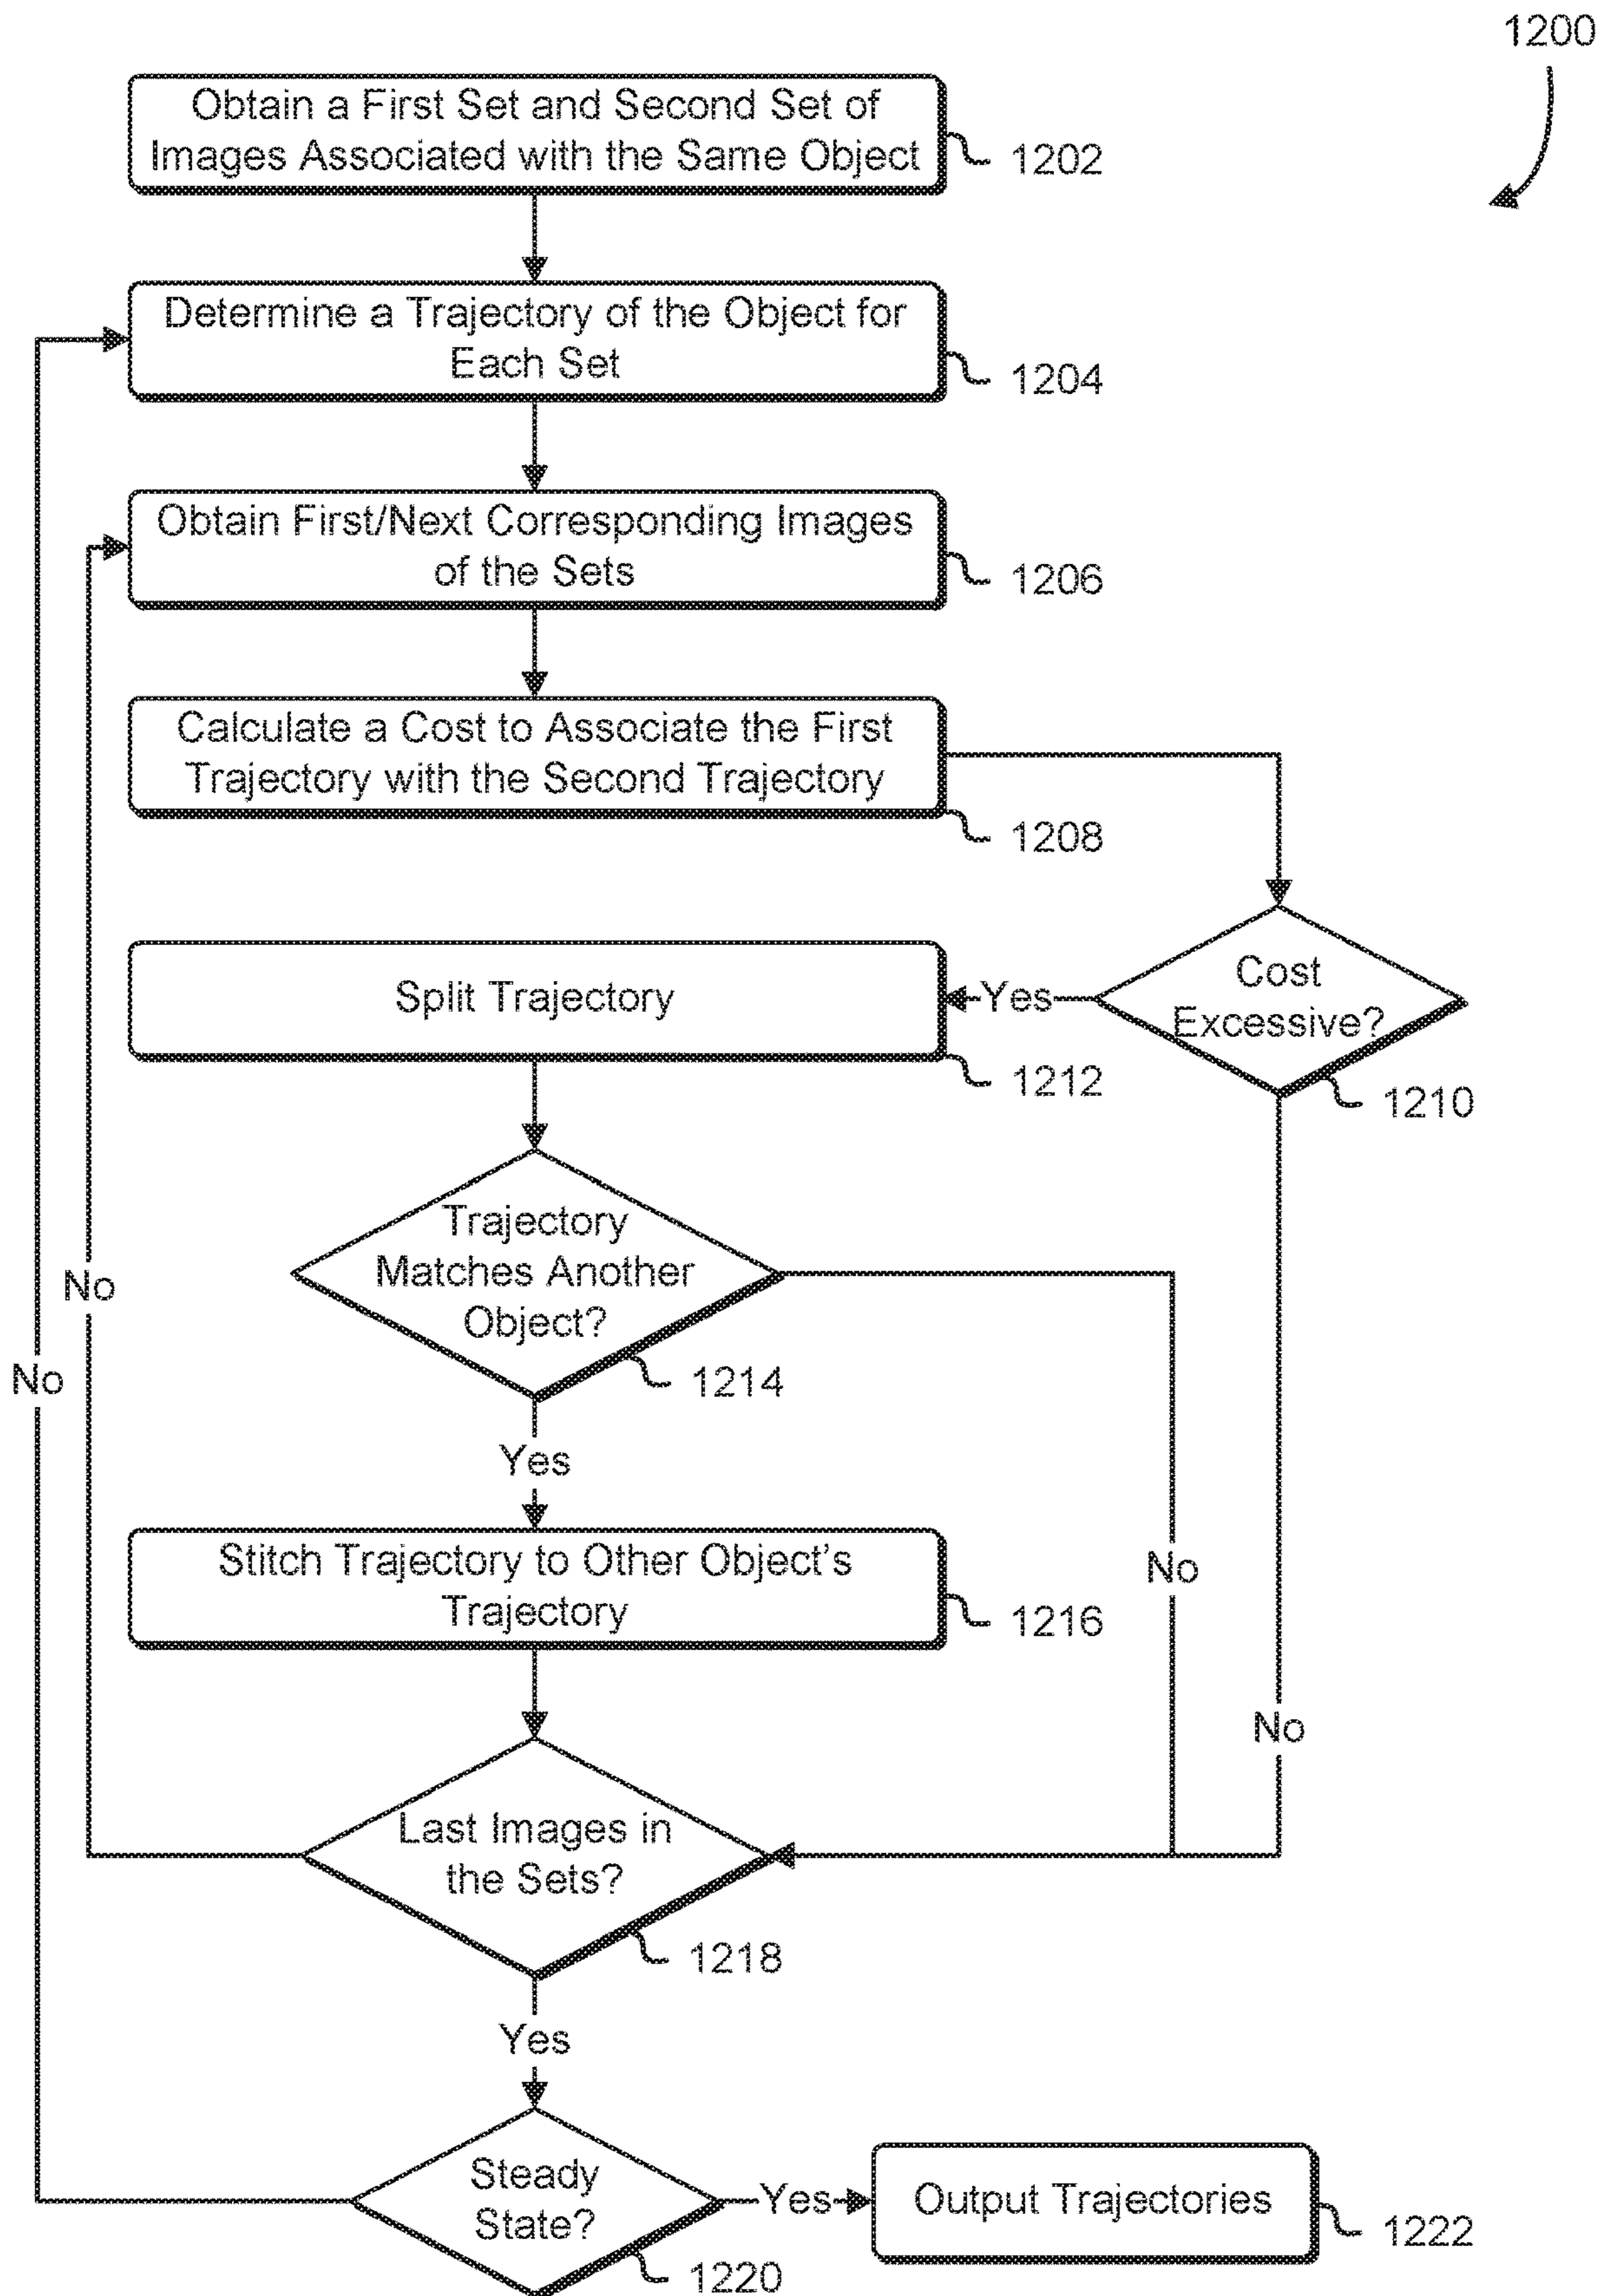 1200
Obtain a First Set and Second Set of
Images Associated with the Same Object
1202
Determine a Trajectory of the Object for
Each Set
1204
Obtain First/Next Corresponding Images
of the Sets
1206
Calculate a Cost to Associate the First
Trajectory with the Second Trajectory
1208
Cost
Excessive?
1210
Yes
Split Trajectory
1212
Trajectory
Matches Another
Object?
1214
No
No
Yes
Stitch Trajectory to Other Object's
Trajectory
1216
No
No
Last Images in
the Sets?
1218
Yes
Steady
State?
1220
Yes
Output Trajectories
1222